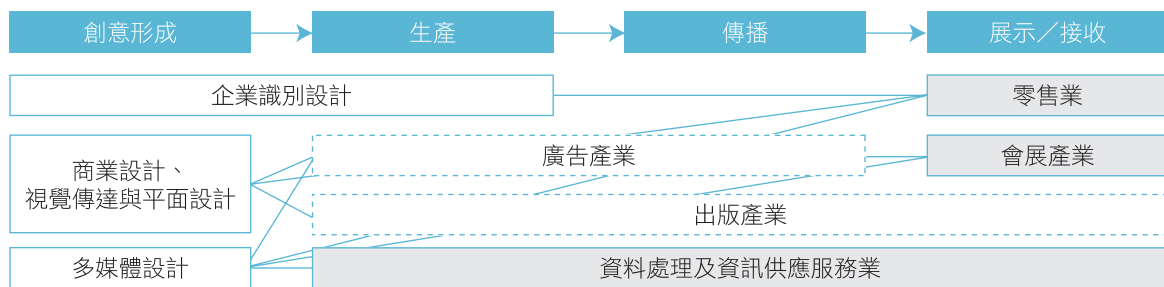 創意形成
生產
傳播
展示／接收
企業識別設計
零售業
商業設計、
視覺傳達與平面設計
廣告產業
會展產業
出版產業
多媒體設計
資料處理及資訊供應服務業